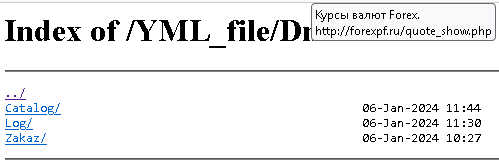 Курсы валют Forex.
http://forexpf.ru/quote_show.php
Index of /YML_file/
../
Catalog/ 06-Jan-2024 11:44
Log/ 06-Jan-2024 11:30
Zakaz/ 06-Jan-2024 10:27